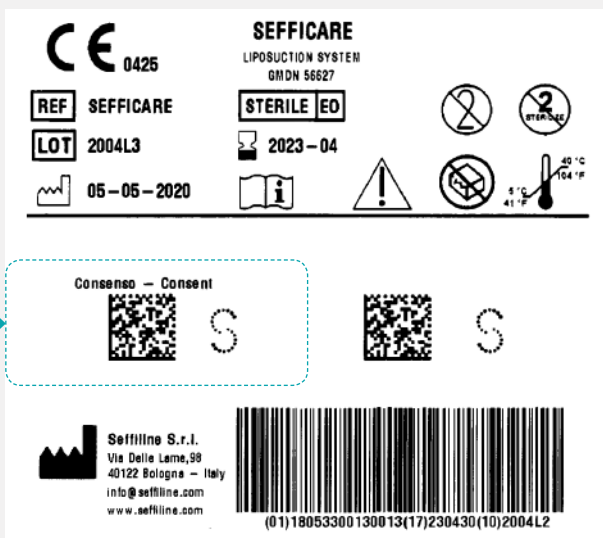 CE 0425
SEFFICARE
LIPOSUCTION SYSTEM
GMDN 56627
REF SEFFICARE
STERILE EO
2
2 STERILIZE
LOT 2004L3
2023-04
05-05-2020
i
40 °C
104 °F
5 °C
41 °F
Consenso – Consent
S
S
Seffiline S.r.l.
Via Delle Lame,98
40122 Bologna – Italy
info@seffiline.com
www.seffiline.com
(01)18053300130013(17)230430(10)2004L2